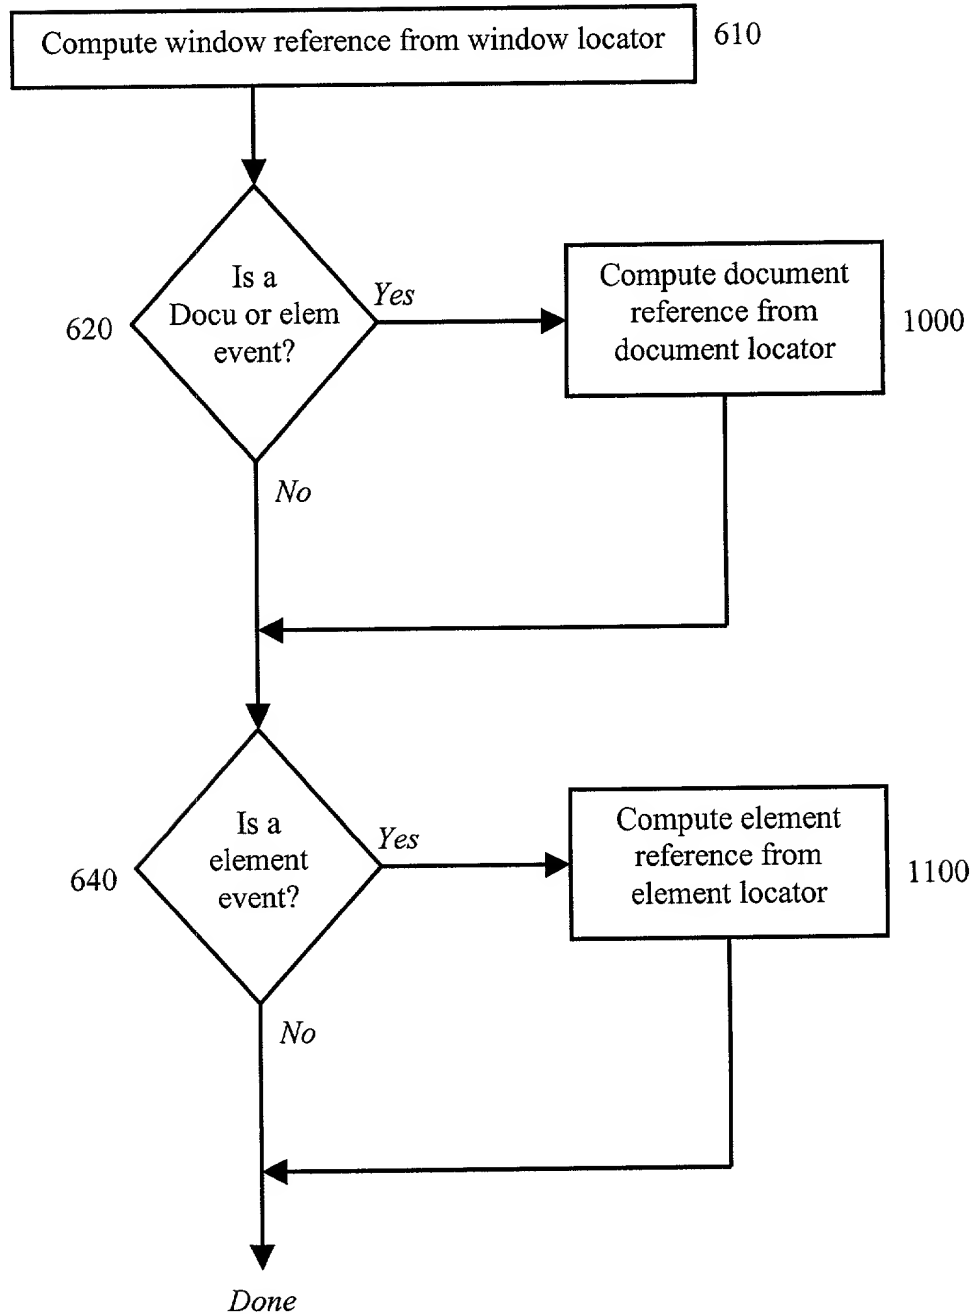 Compute window reference from window locator
610
Is a
Docu or elem
event?
620
Yes
Compute document
reference from
document locator
1000
No
Is a
element
event?
640
Yes
Compute element
reference from
element locator
1100
No
Done